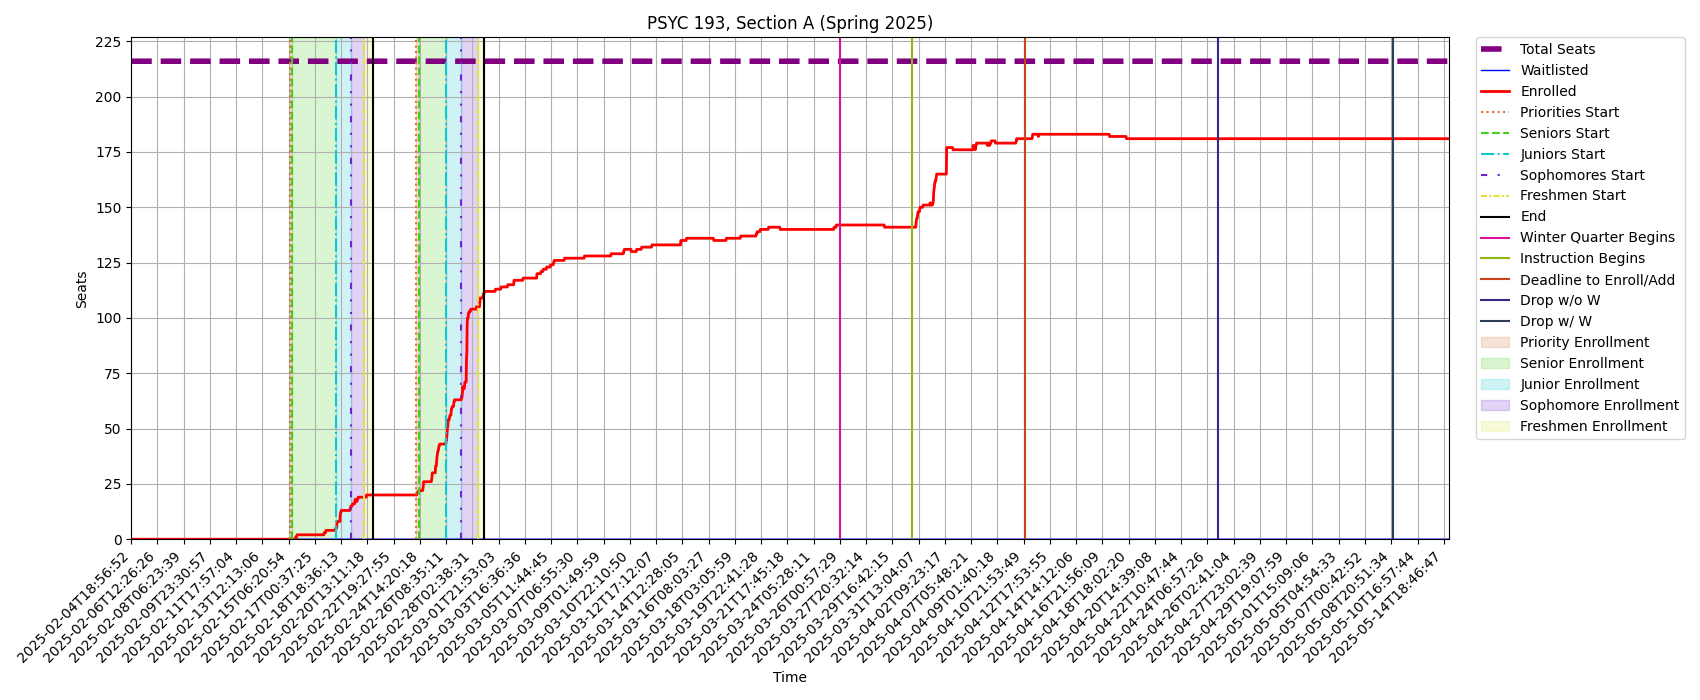 PSYC 193, Section A (Spring 2025)
Seats
225
200
175
150
125
100
75
50
25
0
2025-02-04T18:56:52
2025-02-06T12:26:26
2025-02-08T06:23:39
2025-02-09T23:30:57
2025-02-11T17:57:04
2025-02-13T12:13:06
2025-02-15T06:20:54
2025-02-17T00:37:25
2025-02-18T18:36:13
2025-02-20T13:11:18
2025-02-22T19:27:55
2025-02-24T14:20:18
2025-02-26T08:35:11
2025-02-28T02:38:31
2025-03-01T21:53:03
2025-03-03T16:36:36
2025-03-05T11:44:45
2025-03-07T06:55:30
2025-03-09T01:49:59
2025-03-10T22:10:50
2025-03-12T17:12:07
2025-03-14T12:28:05
2025-03-16T08:03:27
2025-03-18T03:05:59
2025-03-19T22:41:28
2025-03-21T17:45:18
2025-03-24T05:28:11
2025-03-26T00:57:29
2025-03-27T20:32:14
2025-03-29T16:42:15
2025-03-31T13:04:07
2025-04-02T09:23:17
2025-04-07T05:48:21
2025-04-09T01:40:18
2025-04-10T21:53:49
2025-04-12T17:53:55
2025-04-14T14:12:06
2025-04-16T21:56:09
2025-04-18T18:02:20
2025-04-20T14:39:08
2025-04-22T10:47:44
2025-04-24T06:57:26
2025-04-26T02:41:04
2025-04-27T23:02:39
2025-04-29T19:07:59
2025-05-01T15:09:06
2025-05-05T04:54:33
2025-05-07T00:42:52
2025-05-08T20:51:34
2025-05-10T16:57:44
2025-05-14T18:46:47
Time
Total Seats
Waitlisted
Enrolled
Priorities Start
Seniors Start
Juniors Start
Sophomores Start
Freshmen Start
End
Winter Quarter Begins
Instruction Begins
Deadline to Enroll/Add
Drop w/o W
Drop w/ W
Priority Enrollment
Senior Enrollment
Junior Enrollment
Sophomore Enrollment
Freshmen Enrollment